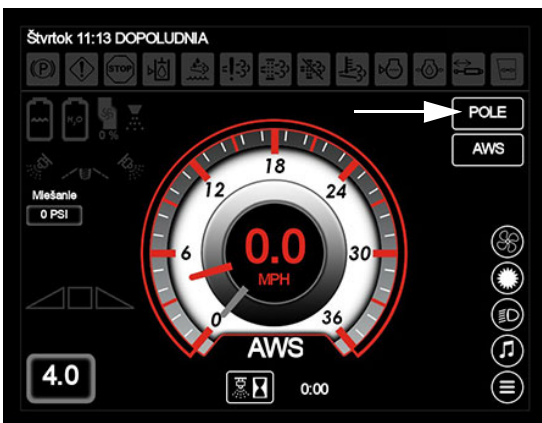 Štvrtok 11:13 DOPOLUDNIA
(P)
STOP
H₂O
0 %
POLE
AWS
Miešanie
0 PSI
0
6
12
18
24
30
36
0.0
MPH
AWS
4.0
0:00